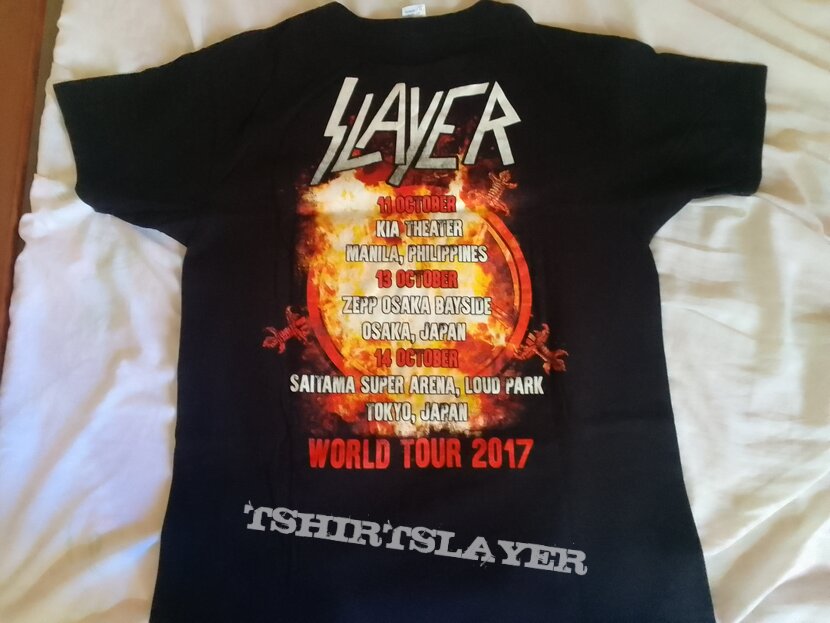 SLAYER
11 OCTOBER
KIA THEATER
MANILA, PHILIPPINES
13 OCTOBER
ZEPP OSAKA BAYSIDE
OSAKA, JAPAN
14 OCTOBER
SAITAMA SUPER ARENA, LOUD PARK
TOKYO, JAPAN
WORLD TOUR 2017
TSHIRTSLAYER